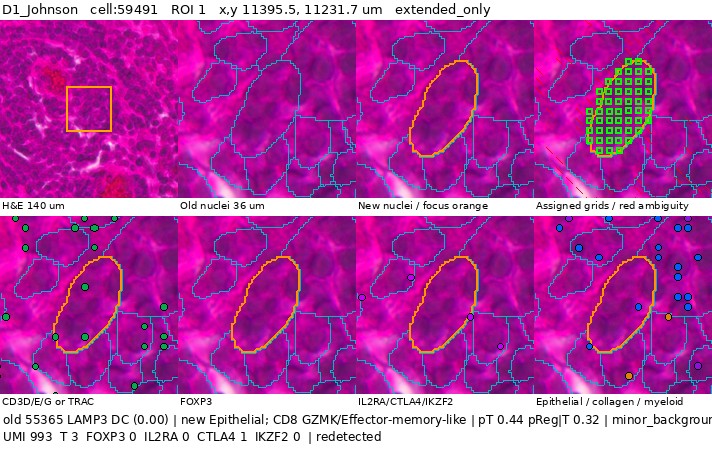 D1_Johnson cell:59491 ROI 1 x,y 11395.5, 11231.7 um extended_only
H&E 140 um
Old nuclei 36 um
New nuclei / focus orange
Assigned grids / red ambiguity
CD3D/E/G or TRAC
FOXP3
IL2RA/CTLA4/IKZF2
Epithelial / collagen / myeloid
old 55365 LAMP3 DC (0.00) | new Epithelial; CD8 GZMK/Effector-memory-like | pT 0.44 pReg|T 0.32 | minor_backgrour
UMI 993 T 3 FOXP3 0 IL2RA 0 CTLA4 1 IKZF2 0 | redetected